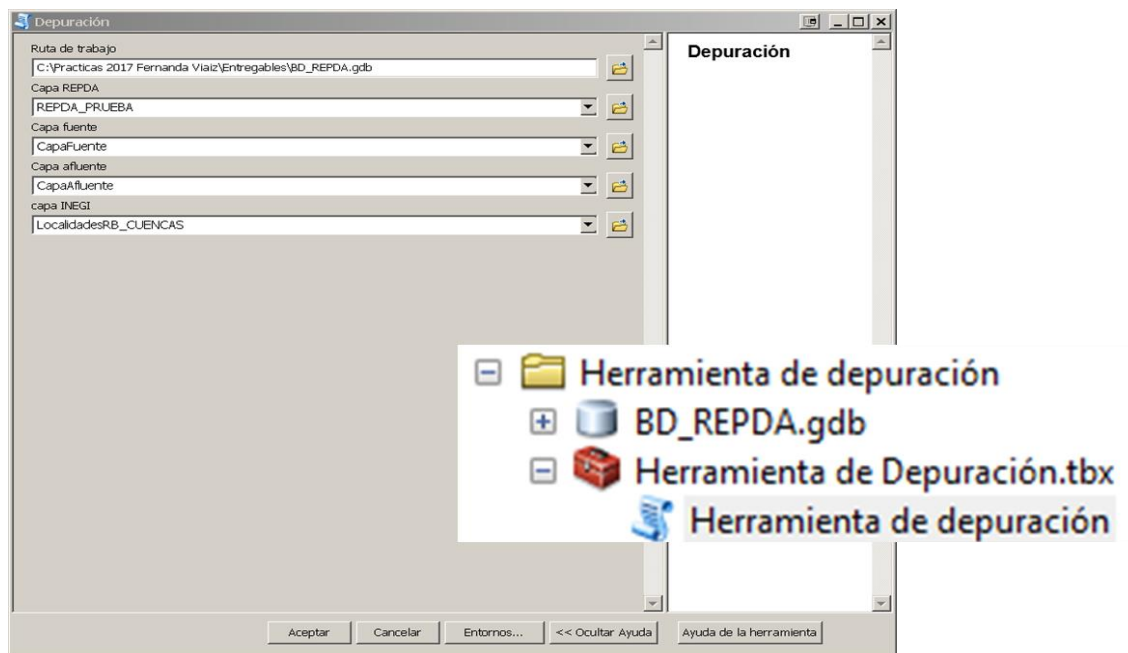 Depuración
Ruta de trabajo
C:\Practicas 2017 Fernanda Viaiz\Entregables\BD_REPDA.gdb
Capa REPDA
REPDA_PRUEBA
Capa fuente
CapaFuente
Capa afluente
CapaAfluente
capa INEGI
LocalidadesRB_CUENCAS
Depuración
Herramienta de depuración
BD_REPDA.gdb
Herramienta de Depuración.tbx
Herramienta de depuración
Aceptar Cancelar Entornos... << Ocultar Ayuda Ayuda de la herramienta